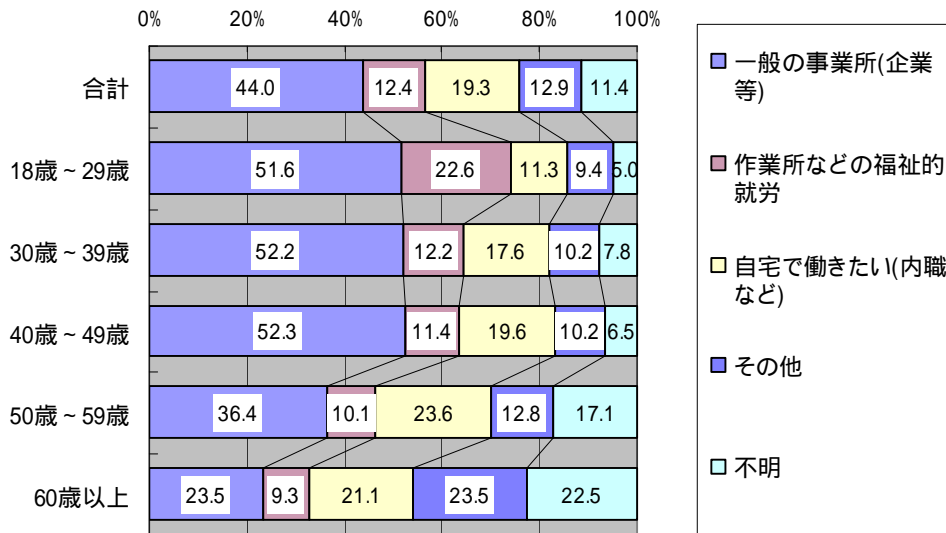 0% 20% 40% 60% 80% 100%
合計 44.0 12.4 19.3 12.9 11.4
18歳～29歳 51.6 22.6 11.3 9.4 5.0
30歳～39歳 52.2 12.2 17.6 10.2 7.8
40歳～49歳 52.3 11.4 19.6 10.2 6.5
50歳～59歳 36.4 10.1 23.6 12.8 17.1
60歳以上 23.5 9.3 21.1 23.5 22.5
一般の事業所(企業
等)
作業所などの福祉的
就労
自宅で働きたい(内職
など)
その他
不明